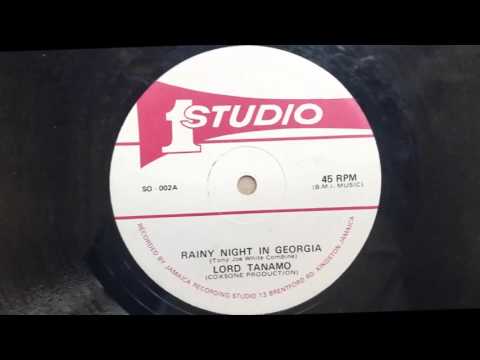 1 STUDIO
SO - 002A
45 RPM
(B.M.I. MUSIC)
RAINY NIGHT IN GEORGIA
(Tony Joe White Combine)
LORD TANAMO
(COXSONE PRODUCTION)
RECORDED BY JAMAICA RECORDING STUDIO 13 BRENTFORD RD. KINGSTON JAMAICA